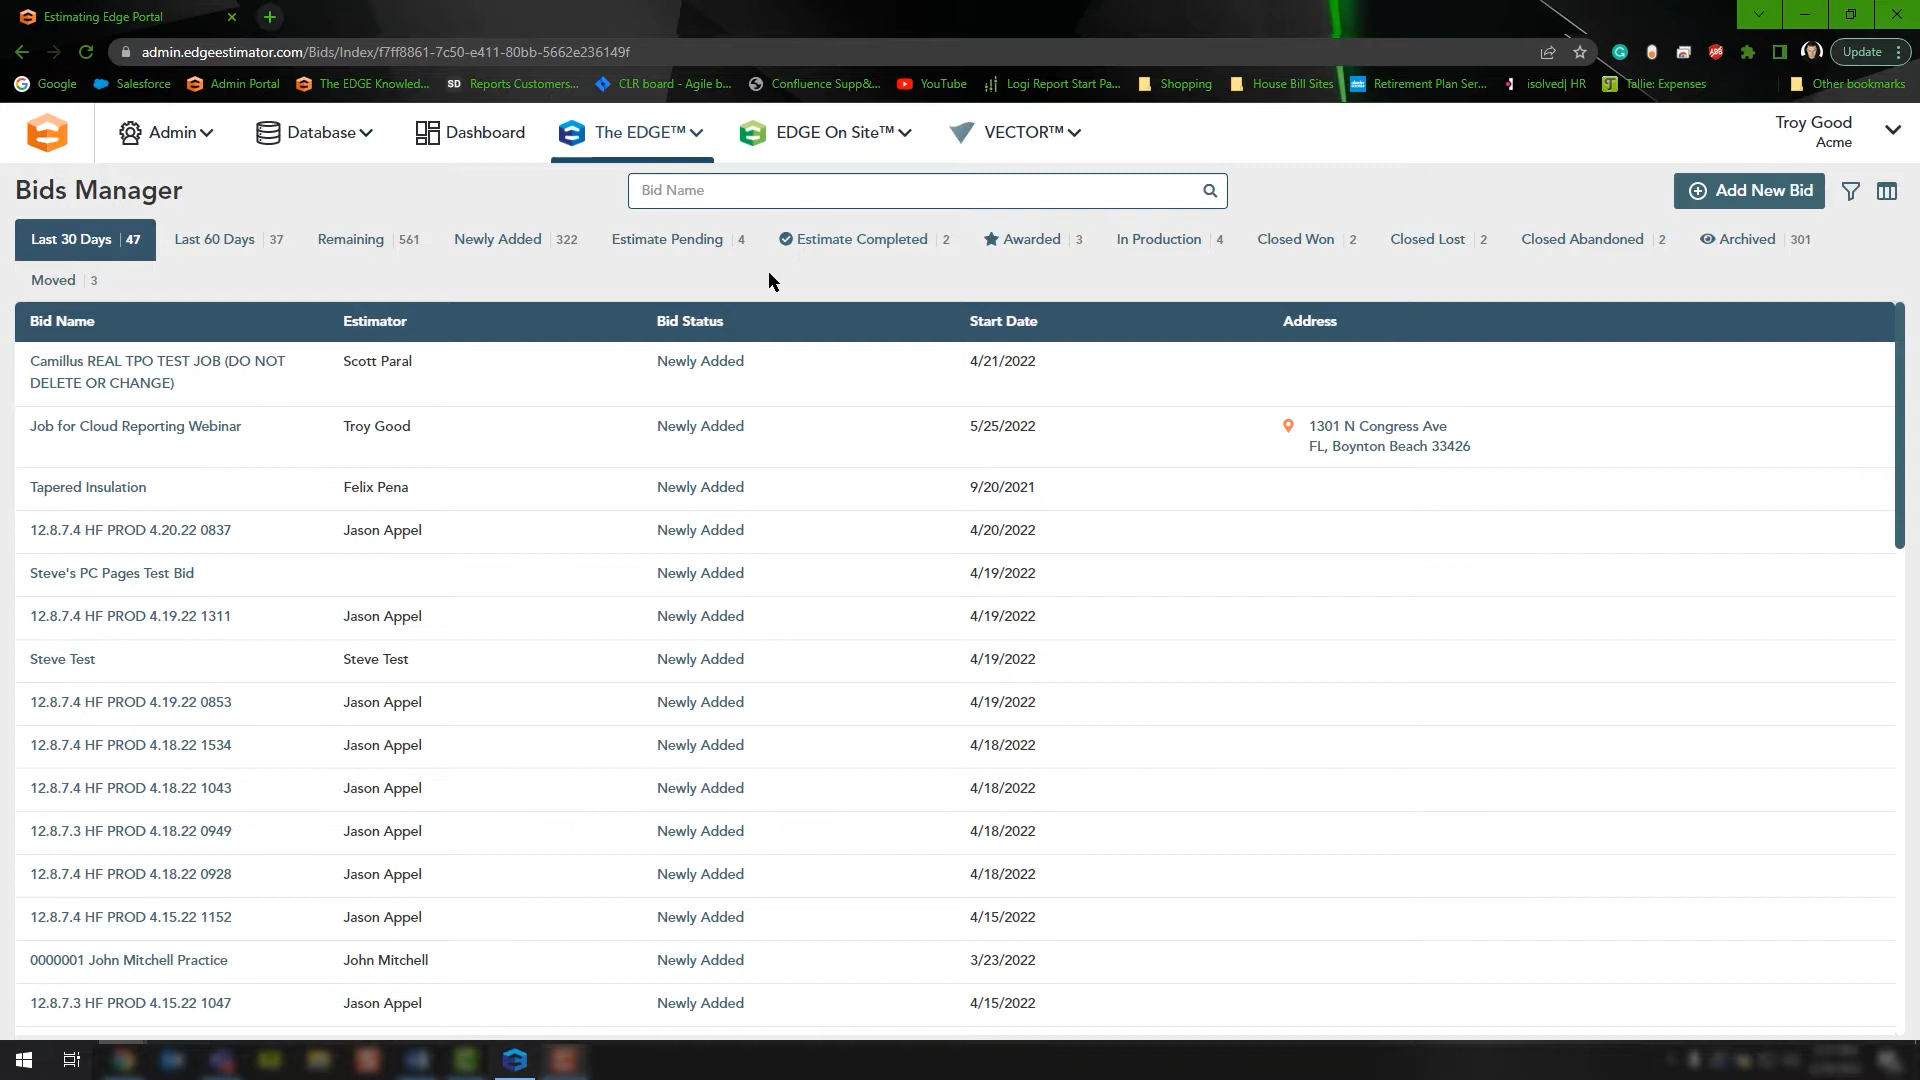 Estimating Edge Portal
admin.edgeestimator.com/Bids/Index/f7ff8861-7c50-e411-80bb-5662e236149f
Update
Google Salesforce Admin Portal The EDGE Knowled... SD Reports Customers... CLR board - Agile b... Confluence Supp&... YouTube Logi Report Start Pa... Shopping House Bill Sites Retirement Plan Ser... isolved| HR Tallie: Expenses Other bookmarks
Admin Database Dashboard The EDGE™ EDGE On Site™ VECTOR™
Troy Good
Acme
Bids Manager
Bid Name
Add New Bid
Last 30 Days 47 Last 60 Days 37 Remaining 561 Newly Added 322 Estimate Pending 4 Estimate Completed 2 Awarded 3 In Production 4 Closed Won 2 Closed Lost 2 Closed Abandoned 2 Archived 301
Moved 3
Bid Name Estimator Bid Status Start Date Address
Camillus REAL TPO TEST JOB (DO NOT Scott Paral Newly Added 4/21/2022
DELETE OR CHANGE)
Job for Cloud Reporting Webinar Troy Good Newly Added 5/25/2022 1301 N Congress Ave
FL, Boynton Beach 33426
Tapered Insulation Felix Pena Newly Added 9/20/2021
12.8.7.4 HF PROD 4.20.22 0837 Jason Appel Newly Added 4/20/2022
Steve's PC Pages Test Bid Newly Added 4/19/2022
12.8.7.4 HF PROD 4.19.22 1311 Jason Appel Newly Added 4/19/2022
Steve Test Steve Test Newly Added 4/19/2022
12.8.7.4 HF PROD 4.19.22 0853 Jason Appel Newly Added 4/19/2022
12.8.7.4 HF PROD 4.18.22 1534 Jason Appel Newly Added 4/18/2022
12.8.7.4 HF PROD 4.18.22 1043 Jason Appel Newly Added 4/18/2022
12.8.7.3 HF PROD 4.18.22 0949 Jason Appel Newly Added 4/18/2022
12.8.7.4 HF PROD 4.18.22 0928 Jason Appel Newly Added 4/18/2022
12.8.7.4 HF PROD 4.15.22 1152 Jason Appel Newly Added 4/15/2022
0000001 John Mitchell Practice John Mitchell Newly Added 3/23/2022
12.8.7.3 HF PROD 4.15.22 1047 Jason Appel Newly Added 4/15/2022